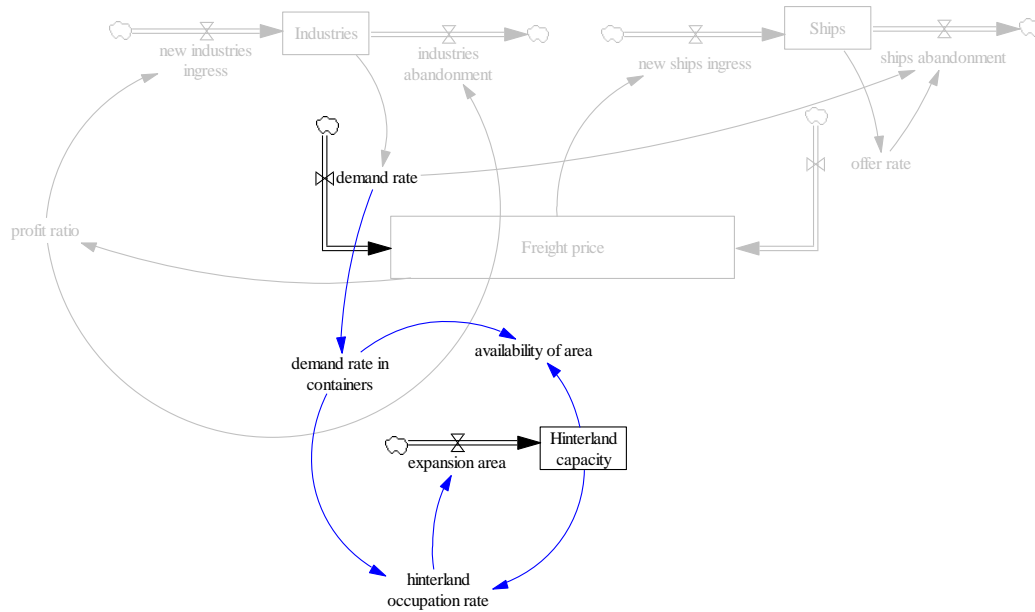 Industries
Ships
new industries
ingress
industries
abandonment
new ships ingress
ships abandonment
offer rate
demand rate
profit ratio
Freight price
demand rate in
containers
availability of area
Hinterland
capacity
expansion area
hinterland
occupation rate